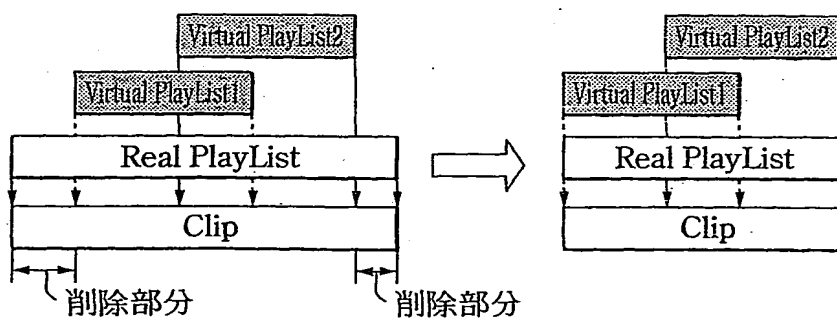 Virtual PlayList2
Virtual PlayList1
Real PlayList
Clip
削除部分
削除部分
Virtual PlayList2
Virtual PlayList1
Real PlayList
Clip